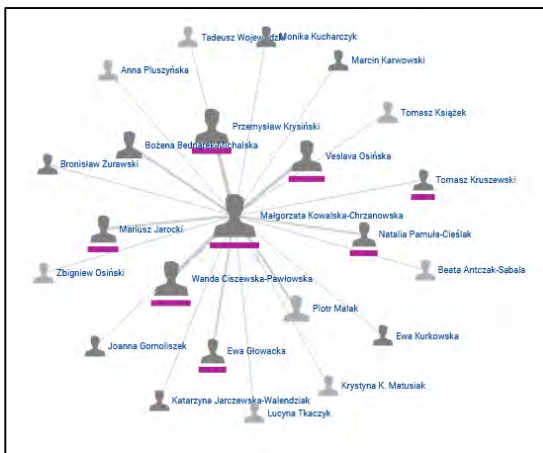 Tadeusz Wojewódzki
Monika Kucharczyk
Marcin Karwowski
Anna Pluszyńska
Tomasz Książek
Przemysław Krysiński
Bożena Bednarek-Michalska
Veslava Osińska
Bronisław Żurawski
Tomasz Kruszewski
Małgorzata Kowalska-Chrzanowska
Mariusz Jarocki
Natalia Pamuła-Cieślak
Zbigniew Osiński
Beata Antczak-Sabala
Wanda Ciszewska-Pawłowska
Piotr Malak
Ewa Kurkowska
Joanna Gomoliszek
Ewa Głowacka
Krystyna K. Matusiak
Katarzyna Jarczewska-Walendziak
Lucyna Tkaczyk